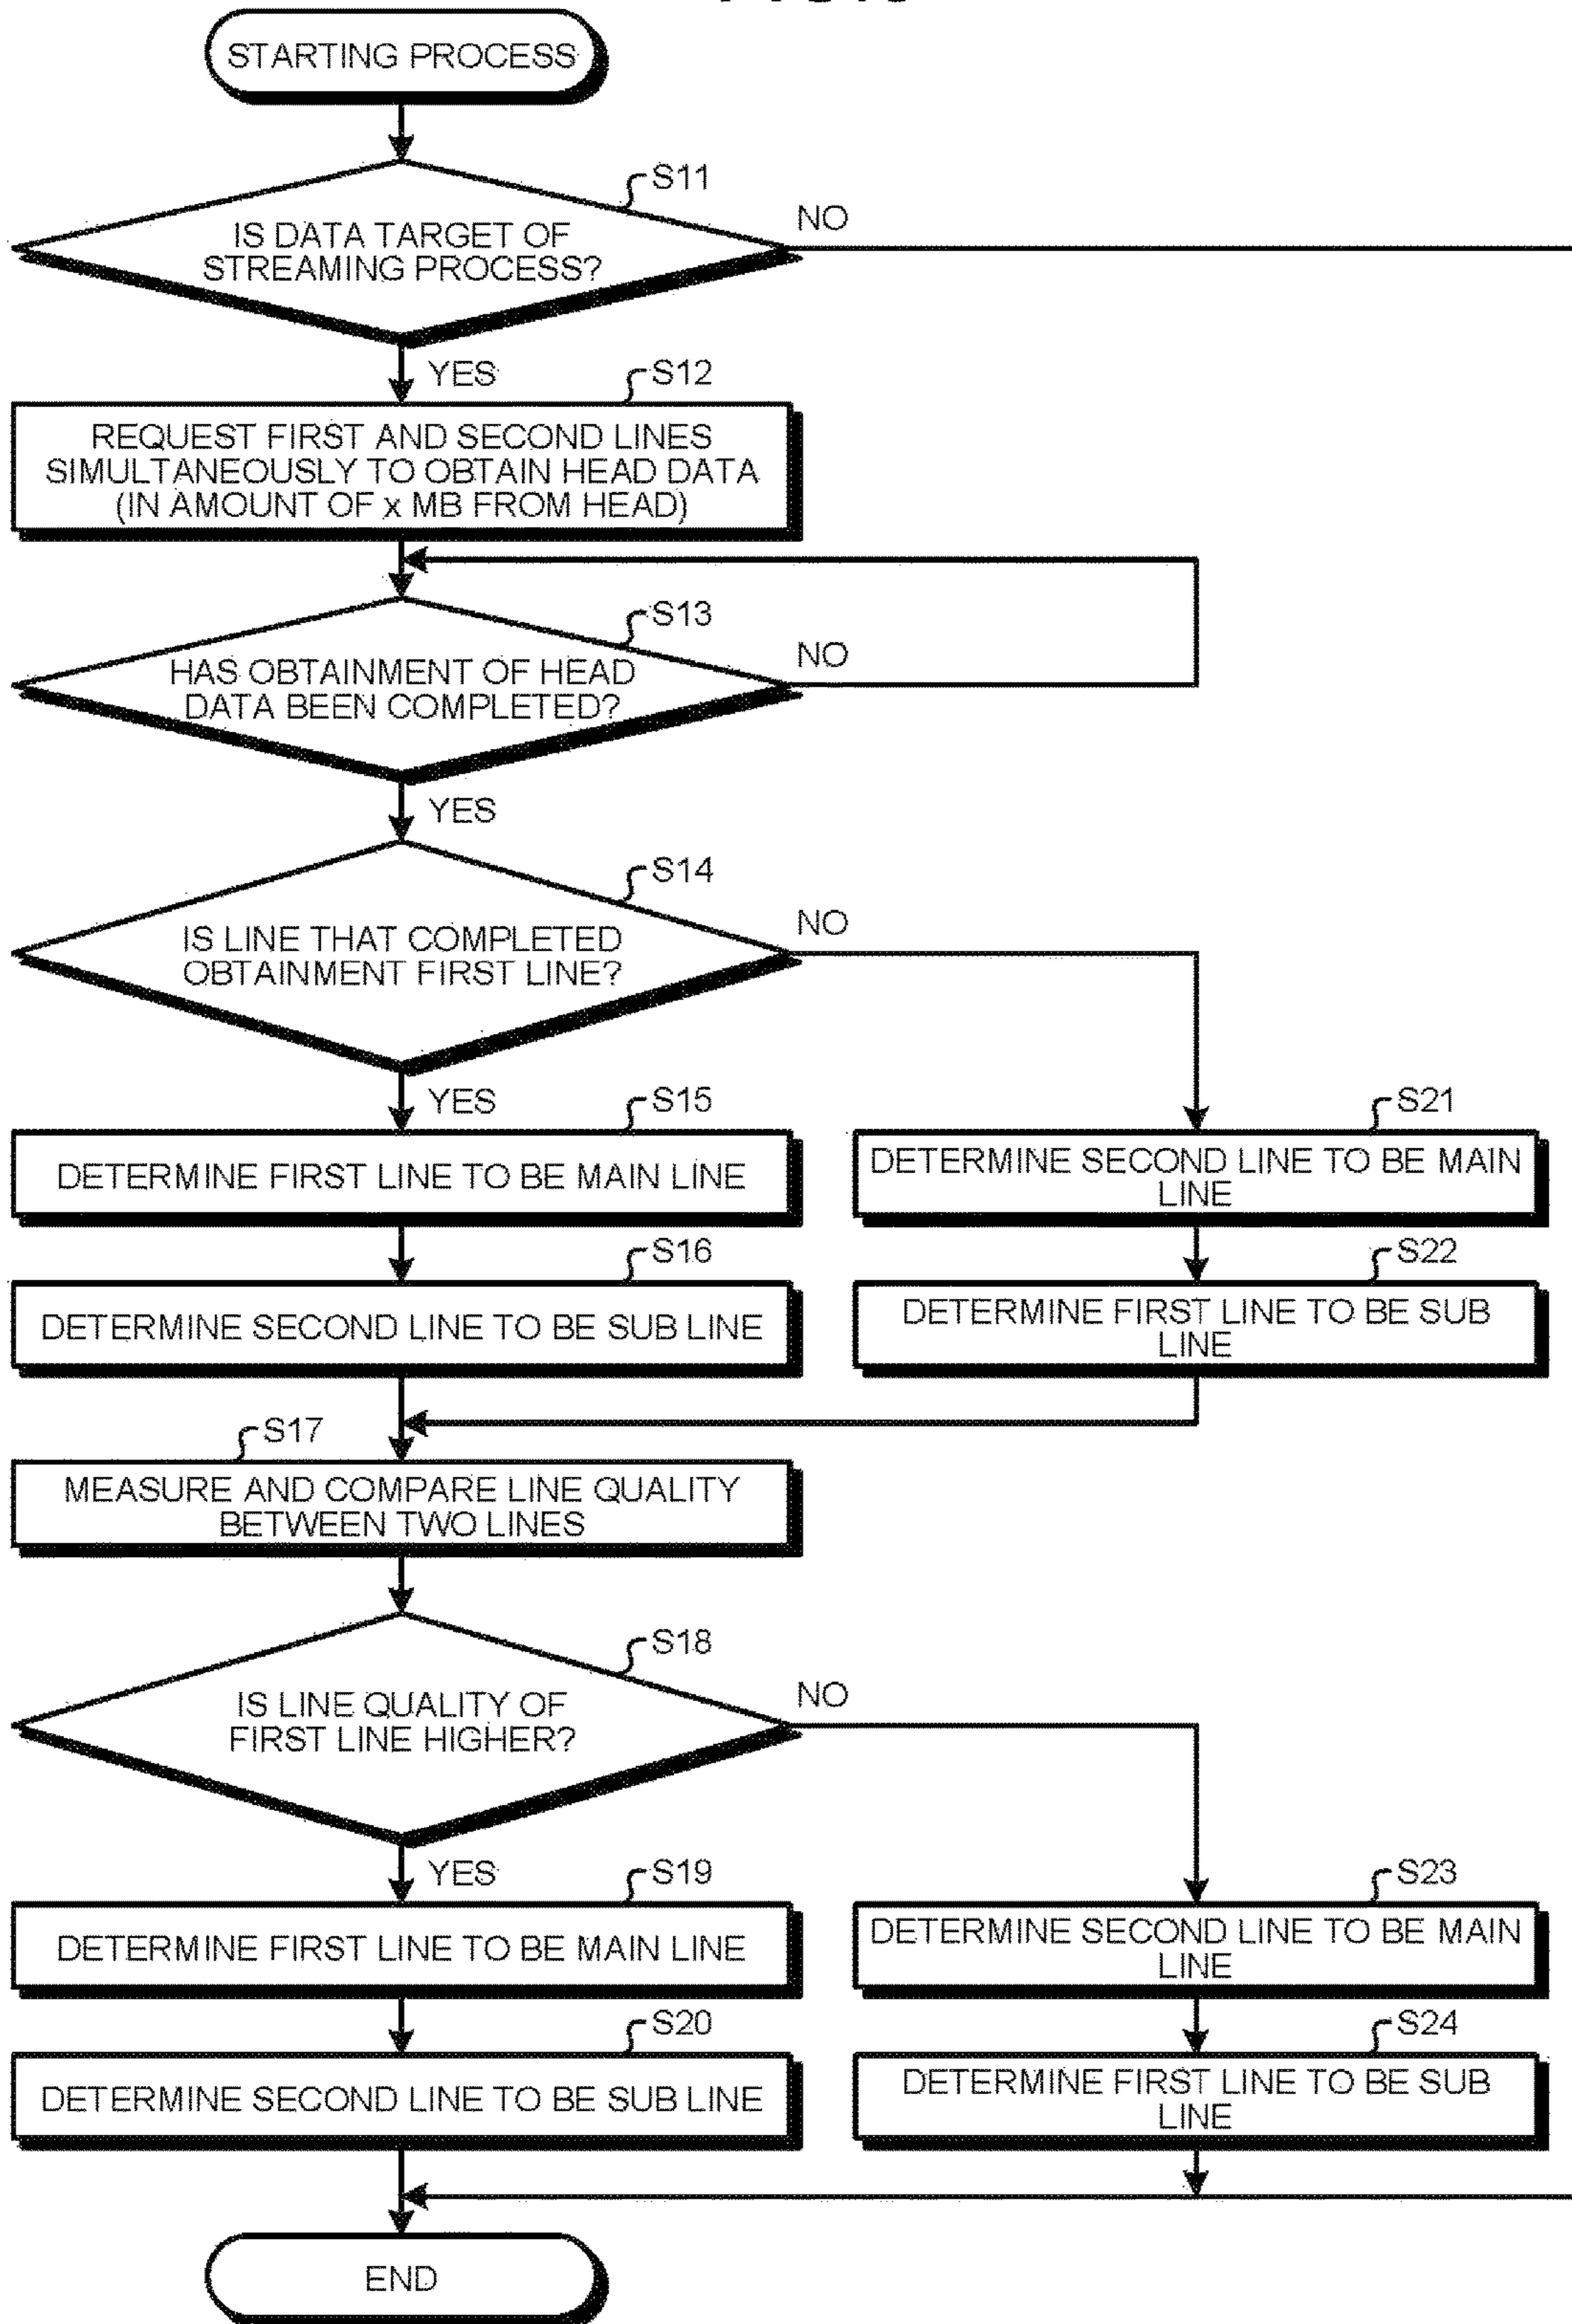 STARTING PROCESS
S11
IS DATA TARGET OF
STREAMING PROCESS?
NO
YES
S12
REQUEST FIRST AND SECOND LINES
SIMULTANEOUSLY TO OBTAIN HEAD DATA
(IN AMOUNT OF x MB FROM HEAD)
S13
HAS OBTAINMENT OF HEAD
DATA BEEN COMPLETED?
NO
YES
S14
IS LINE THAT COMPLETED
OBTAINMENT FIRST LINE?
NO
YES
S15
DETERMINE FIRST LINE TO BE MAIN LINE
S21
DETERMINE SECOND LINE TO BE MAIN
LINE
S16
DETERMINE SECOND LINE TO BE SUB LINE
S22
DETERMINE FIRST LINE TO BE SUB
LINE
S17
MEASURE AND COMPARE LINE QUALITY
BETWEEN TWO LINES
S18
IS LINE QUALITY OF
FIRST LINE HIGHER?
NO
YES
S19
DETERMINE FIRST LINE TO BE MAIN LINE
S23
DETERMINE SECOND LINE TO BE MAIN
LINE
S20
DETERMINE SECOND LINE TO BE SUB LINE
S24
DETERMINE FIRST LINE TO BE SUB
LINE
END